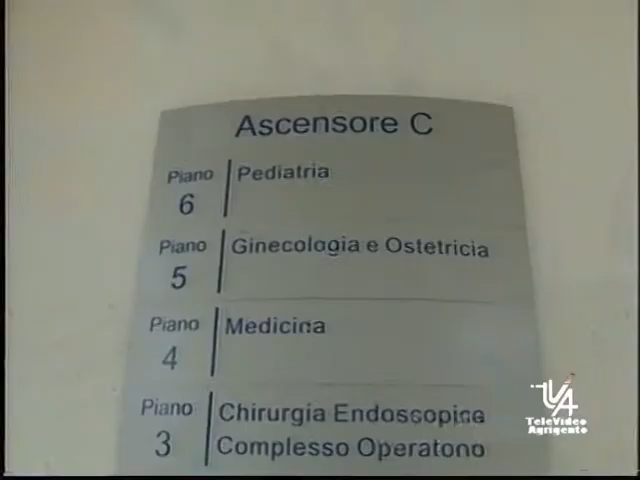 Ascensore C
Piano 6 Pediatria
Piano 5 Ginecologia e Ostetricia
Piano 4 Medicina
Piano 3 Chirurgia Endoscopica
Complesso Operatorio
TVA
TeleVideo
Agrigento